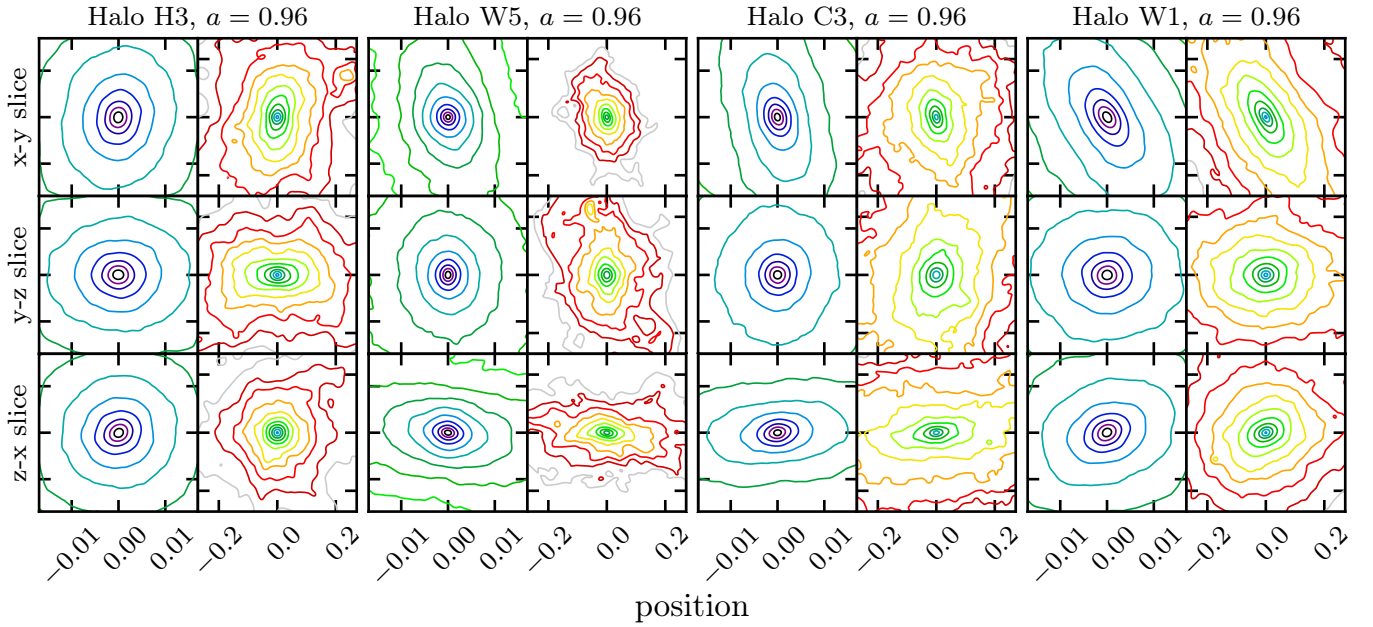 Halo H3, a = 0.96
Halo W5, a = 0.96
Halo C3, a = 0.96
Halo W1, a = 0.96
x-y slice
y-z slice
z-x slice
−0.01 0.00 0.01 −0.2 0.0 0.2 −0.01 0.00 0.01 −0.2 0.0 0.2 −0.01 0.00 0.01 −0.2 0.0 0.2 −0.01 0.00 0.01 −0.2 0.0 0.2
position